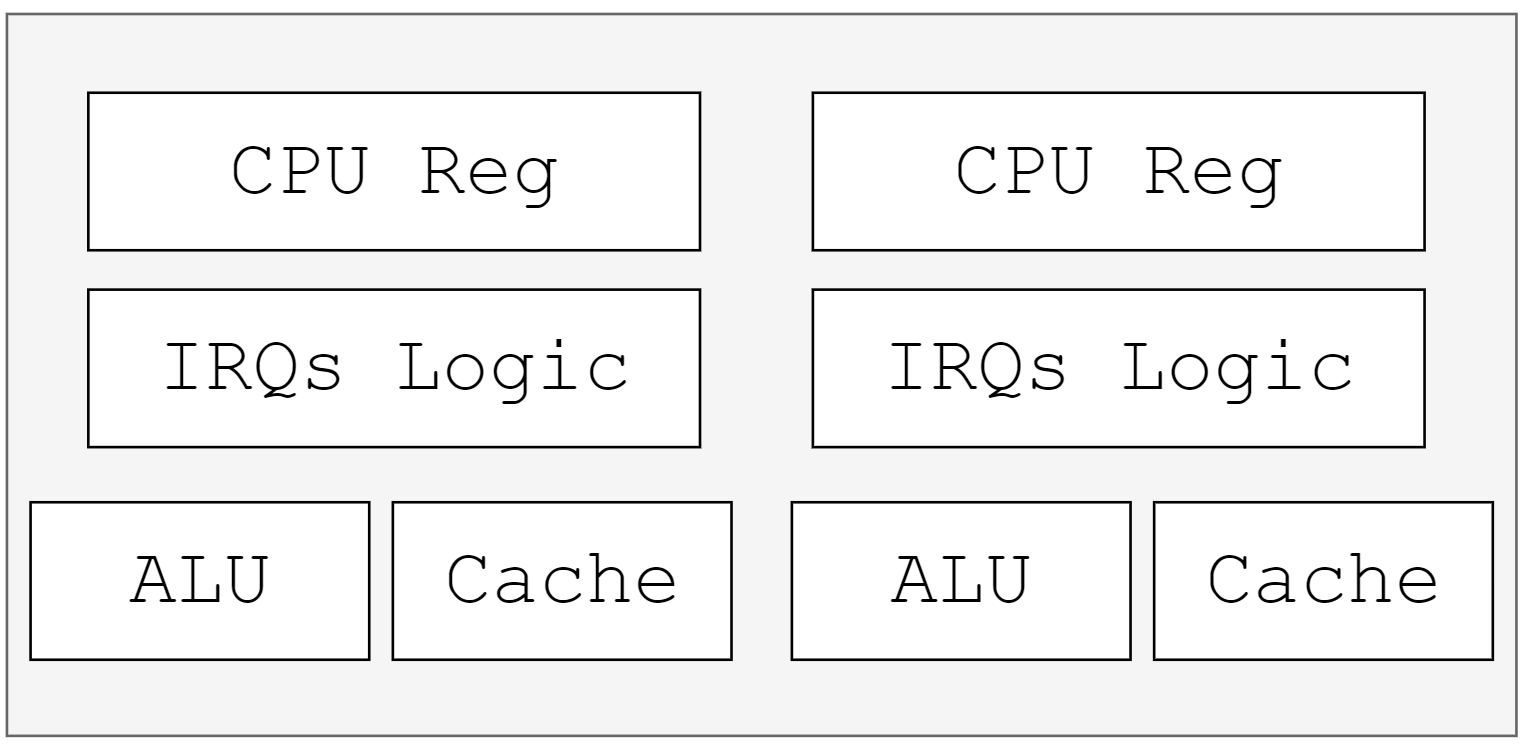 CPU Reg
CPU Reg
IRQs Logic
IRQs Logic
ALU
Cache
ALU
Cache